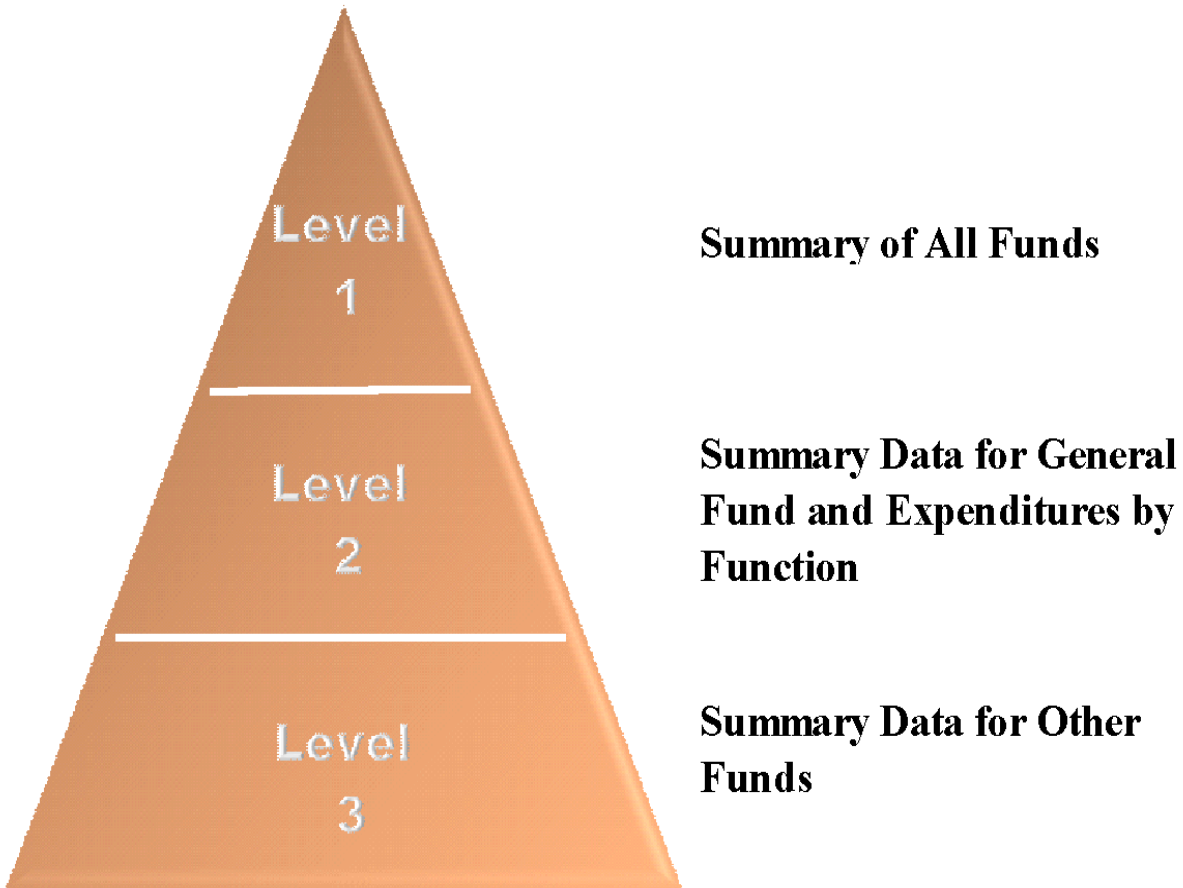 Level
1
Summary of All Funds
Level
2
Summary Data for General
Fund and Expenditures by
Function
Level
3
Summary Data for Other
Funds